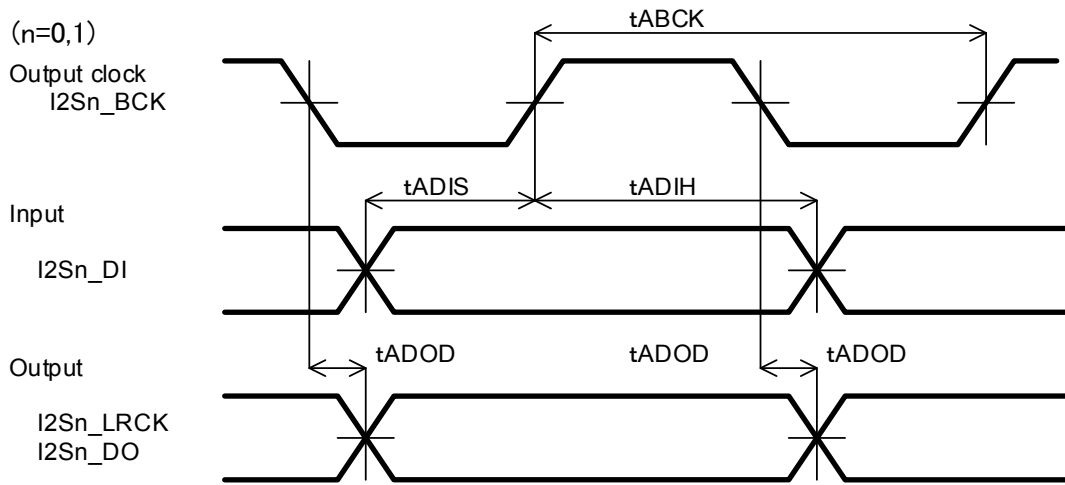 (n=0,1)
tABCK
Output clock
I2Sn_BCK
tADIS
tADIH
Input
I2Sn_DI
tADOD
tADOD
tADOD
Output
I2Sn_LRCK
I2Sn_DO